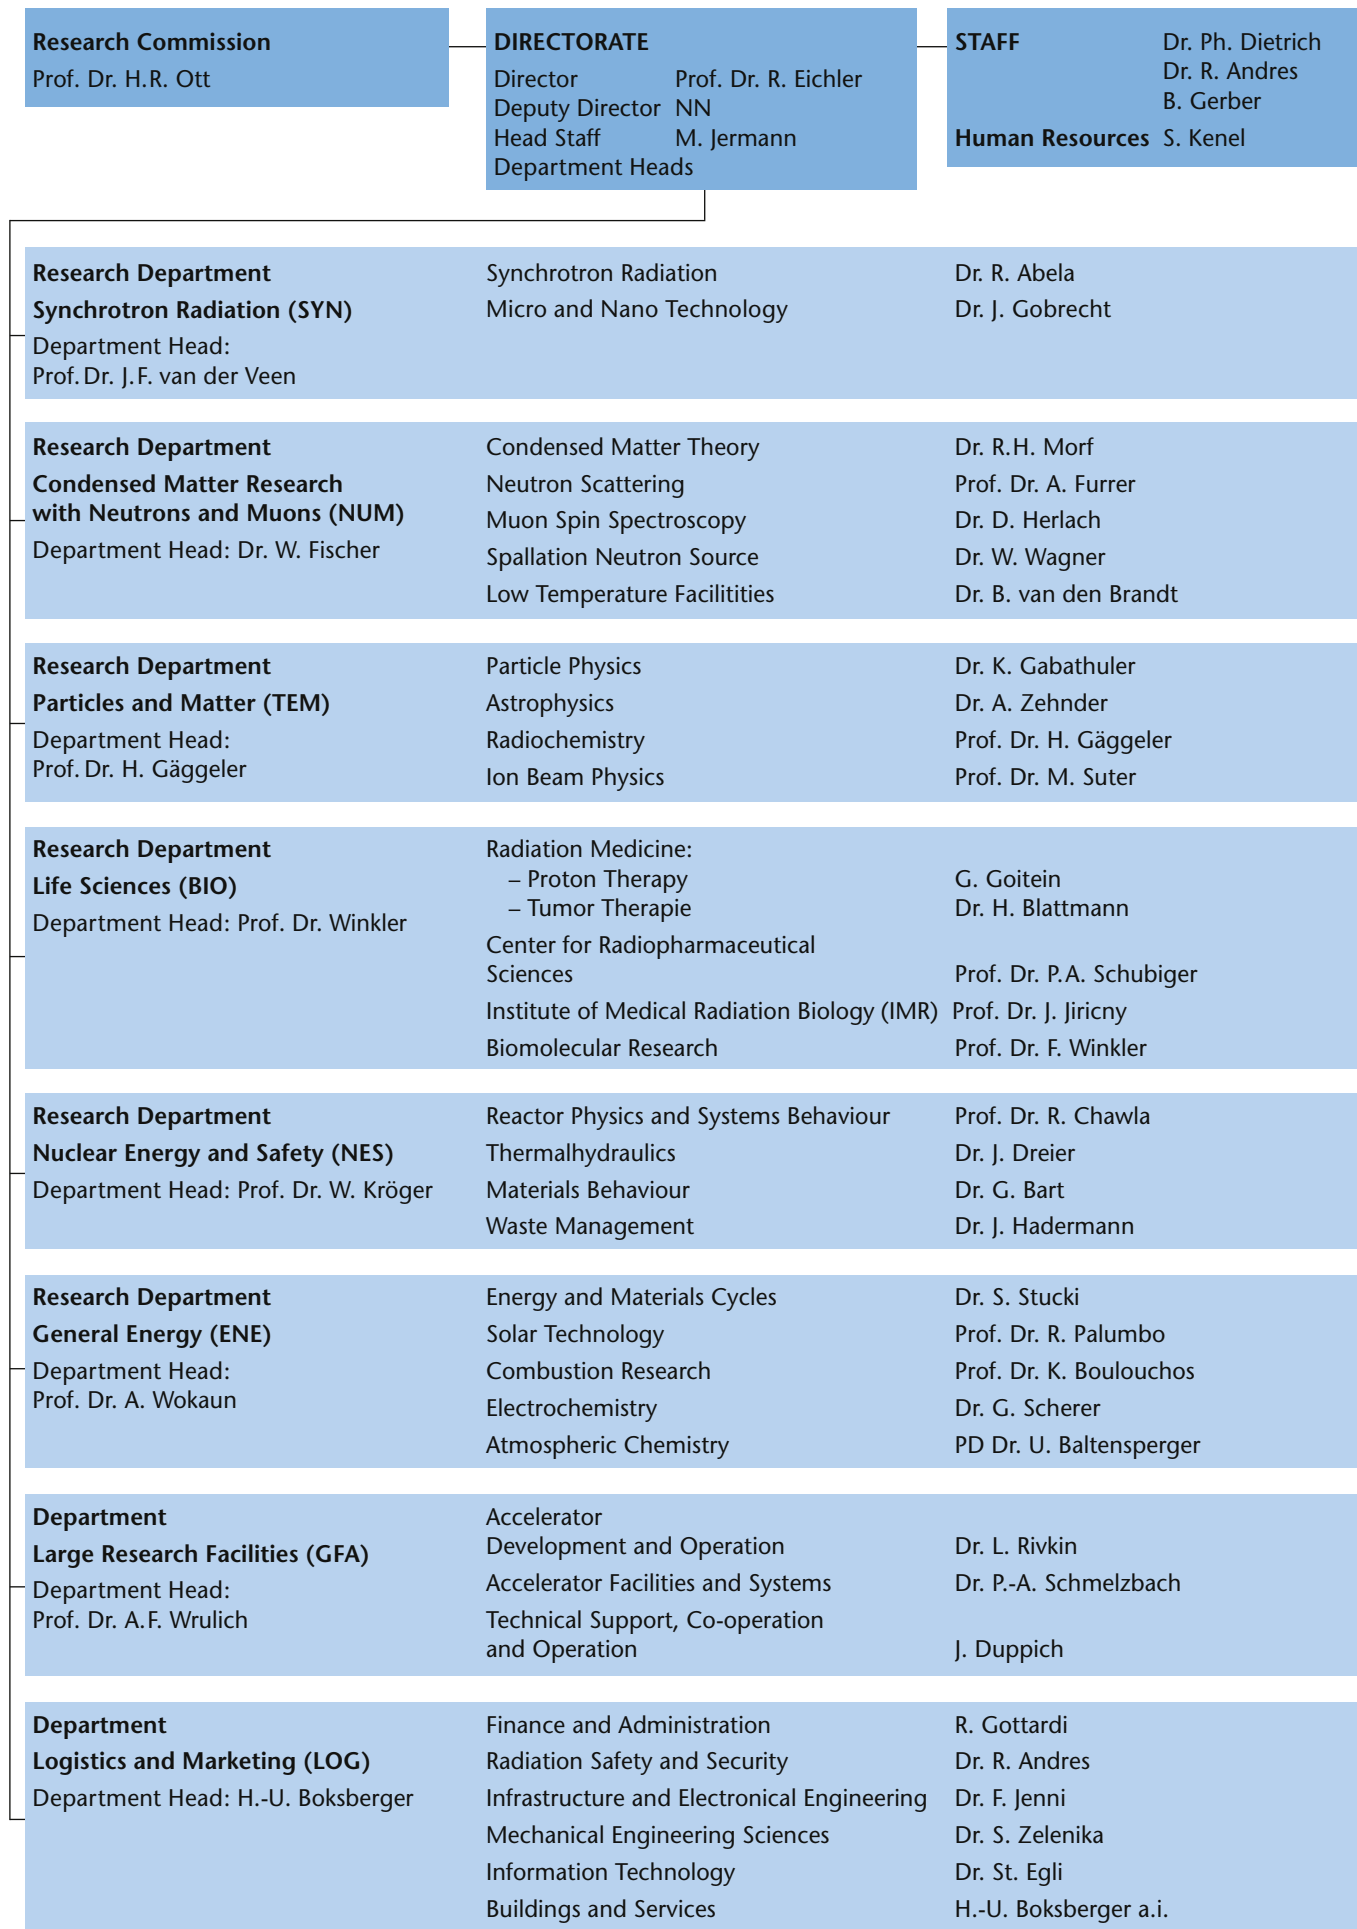 Research Commission
Prof. Dr. H.R. Ott
DIRECTORATE
Director Prof. Dr. R. Eichler
Deputy Director NN
Head Staff M. Jermann
Department Heads
STAFF Dr. Ph. Dietrich
Dr. R. Andres
B. Gerber
Human Resources S. Kenel
Research Department
Synchrotron Radiation (SYN)
Department Head:
Prof. Dr. J.F. van der Veen
Synchrotron Radiation Dr. R. Abela
Micro and Nano Technology Dr. J. Gobrecht
Research Department
Condensed Matter Research
with Neutrons and Muons (NUM)
Department Head: Dr. W. Fischer
Condensed Matter Theory Dr. R.H. Morf
Neutron Scattering Prof. Dr. A. Furrer
Muon Spin Spectroscopy Dr. D. Herlach
Spallation Neutron Source Dr. W. Wagner
Low Temperature Facilitities Dr. B. van den Brandt
Research Department
Particles and Matter (TEM)
Department Head:
Prof. Dr. H. Gäggeler
Particle Physics Dr. K. Gabathuler
Astrophysics Dr. A. Zehnder
Radiochemistry Prof. Dr. H. Gäggeler
Ion Beam Physics Prof. Dr. M. Suter
Research Department
Life Sciences (BIO)
Department Head: Prof. Dr. Winkler
Radiation Medicine:
– Proton Therapy G. Goitein
– Tumor Therapie Dr. H. Blattmann
Center for Radiopharmaceutical
Sciences Prof. Dr. P.A. Schubiger
Institute of Medical Radiation Biology (IMR) Prof. Dr. J. Jiricny
Biomolecular Research Prof. Dr. F. Winkler
Research Department
Nuclear Energy and Safety (NES)
Department Head: Prof. Dr. W. Kröger
Reactor Physics and Systems Behaviour Prof. Dr. R. Chawla
Thermalhydraulics Dr. J. Dreier
Materials Behaviour Dr. G. Bart
Waste Management Dr. J. Hadermann
Research Department
General Energy (ENE)
Department Head:
Prof. Dr. A. Wokaun
Energy and Materials Cycles Dr. S. Stucki
Solar Technology Prof. Dr. R. Palumbo
Combustion Research Prof. Dr. K. Boulouchos
Electrochemistry Dr. G. Scherer
Atmospheric Chemistry PD Dr. U. Baltensperger
Department
Large Research Facilities (GFA)
Department Head:
Prof. Dr. A.F. Wrulich
Accelerator
Development and Operation Dr. L. Rivkin
Accelerator Facilities and Systems Dr. P.-A. Schmelzbach
Technical Support, Co-operation
and Operation J. Duppich
Department
Logistics and Marketing (LOG)
Department Head: H.-U. Boksberger
Finance and Administration R. Gottardi
Radiation Safety and Security Dr. R. Andres
Infrastructure and Electronical Engineering Dr. F. Jenni
Mechanical Engineering Sciences Dr. S. Zelenika
Information Technology Dr. St. Egli
Buildings and Services H.-U. Boksberger a.i.